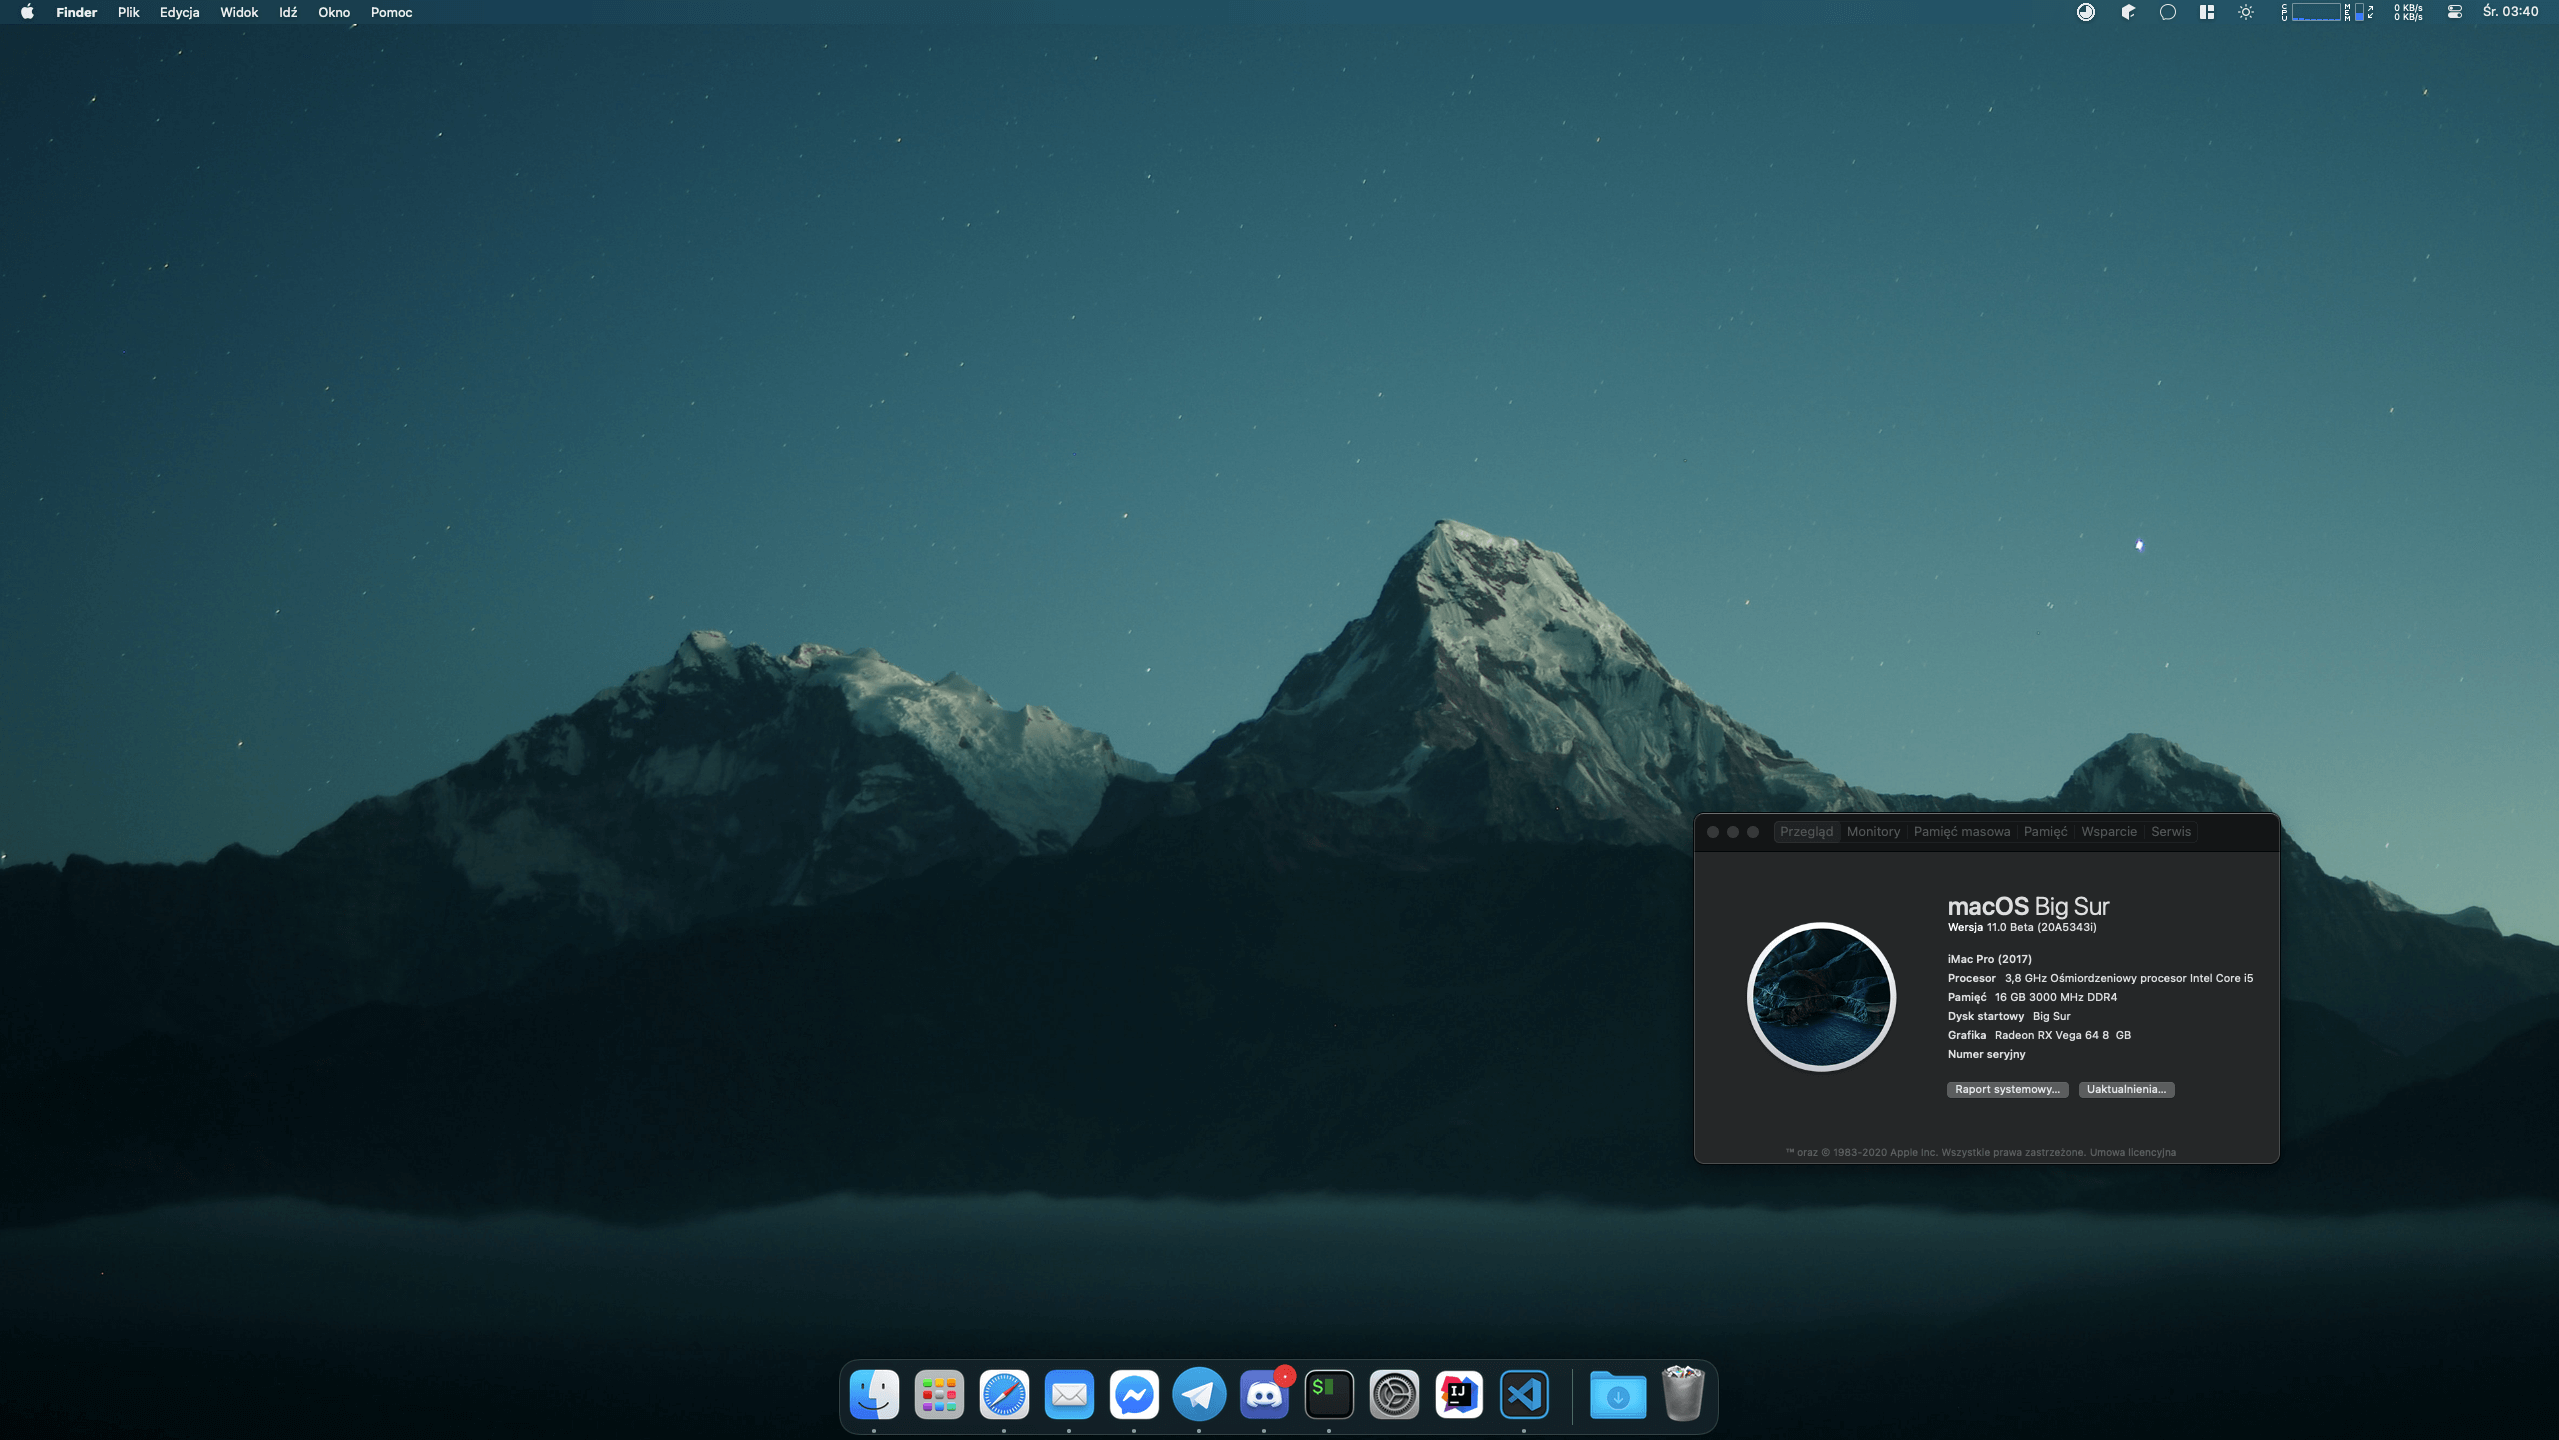 Finder Plik Edycja Widok Idź Okno Pomoc
CPU MEM 0 KB/s Śr. 03:40
0 KB/s
Przegląd Monitory Pamięć masowa Pamięć Wsparcie Serwis
macOS Big Sur
Wersja 11.0 Beta (20A5343i)
iMac Pro (2017)
Procesor 3,8 GHz Ośmiordzeniowy procesor Intel Core i5
Pamięć 16 GB 3000 MHz DDR4
Dysk startowy Big Sur
Grafika Radeon RX Vega 64 8 GB
Numer seryjny
Raport systemowy... Uaktualnienia...
™ oraz © 1983-2020 Apple Inc. Wszystkie prawa zastrzeżone. Umowa licencyjna
$ IJ